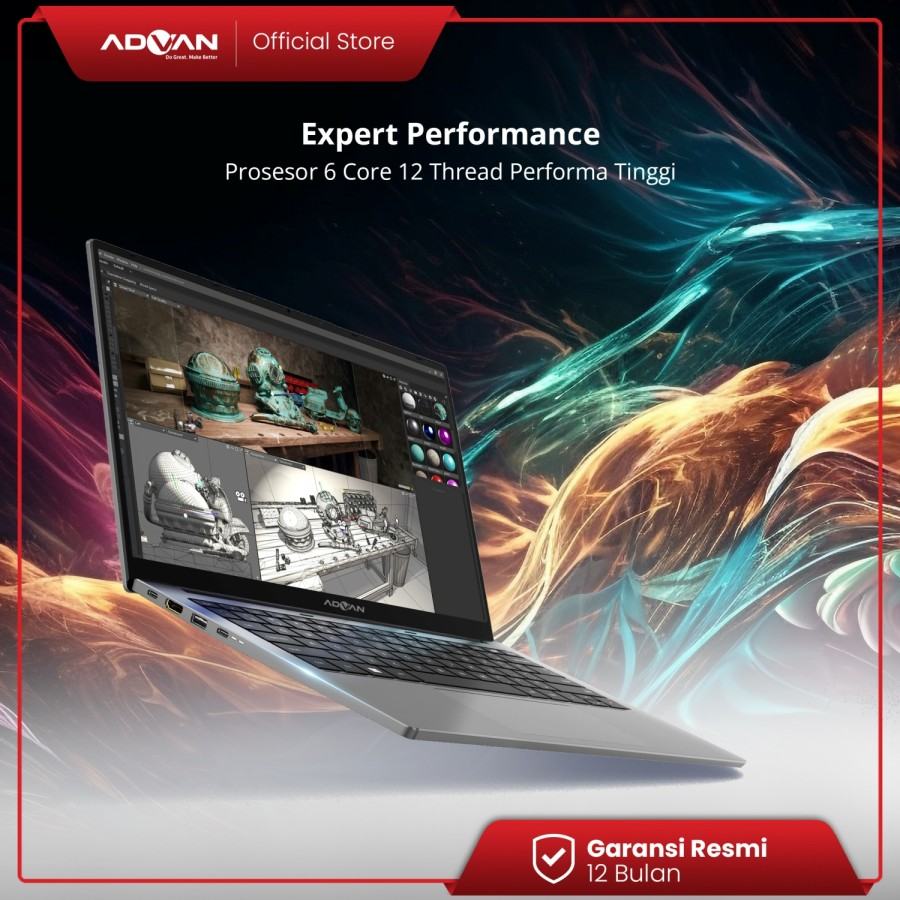 ADVAN
Do Great, Make Better
Official Store
Expert Performance
Prosesor 6 Core 12 Thread Performa Tinggi
ADVAN
Garansi Resmi
12 Bulan